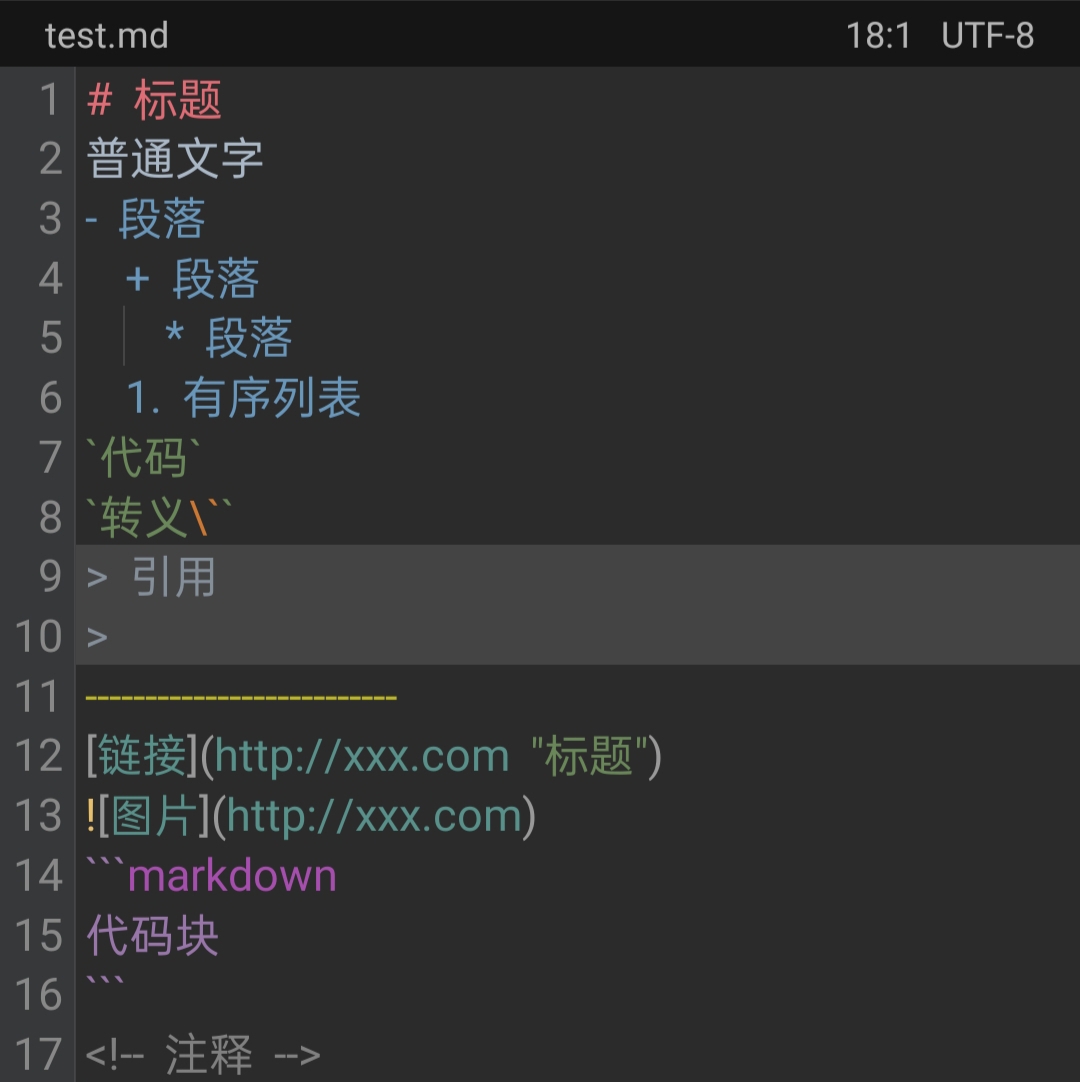 test.md 18:1 UTF-8
1 # 标题
2 普通文字
3 - 段落
4 + 段落
5 * 段落
6 1. 有序列表
7 `代码`
8 `转义\``
9 > 引用
10 >
11 --------------------------
12 [链接](http://xxx.com "标题")
13 ![图片](http://xxx.com)
14 ```markdown
15 代码块
16 ```
17 <!-- 注释 -->